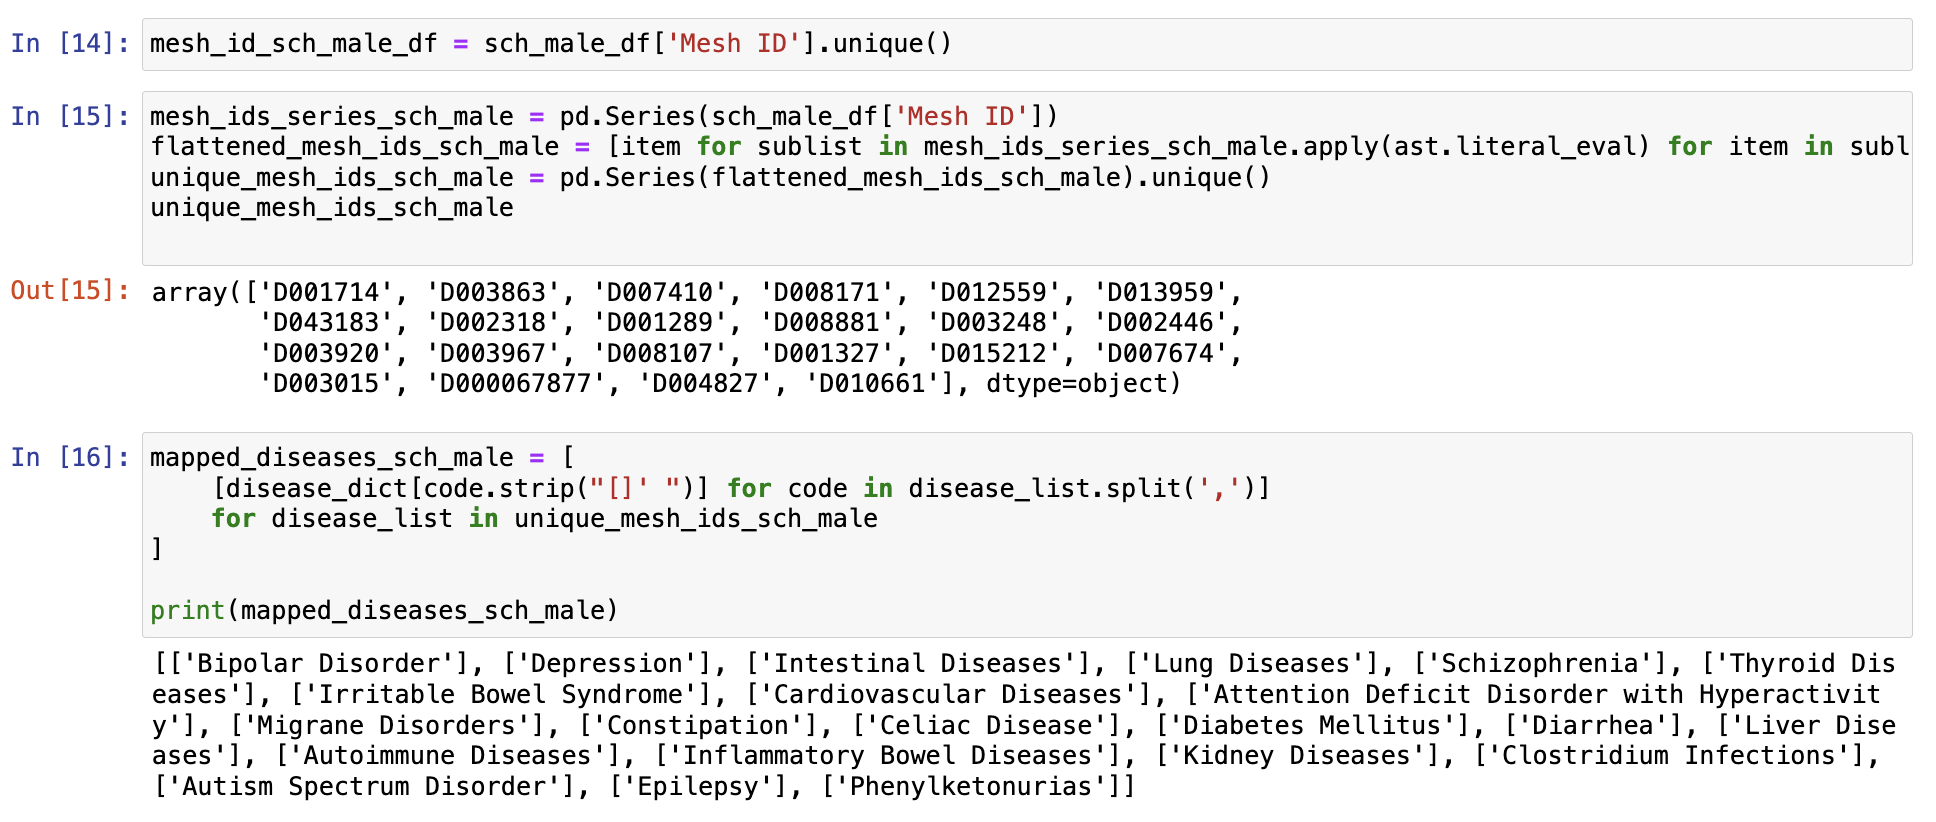 In [14]: mesh_id_sch_male_df = sch_male_df['Mesh ID'].unique()
In [15]: mesh_ids_series_sch_male = pd.Series(sch_male_df['Mesh ID'])
flattened_mesh_ids_sch_male = [item for sublist in mesh_ids_series_sch_male.apply(ast.literal_eval) for item in subl
unique_mesh_ids_sch_male = pd.Series(flattened_mesh_ids_sch_male).unique()
unique_mesh_ids_sch_male
Out[15]: array(['D001714', 'D003863', 'D007410', 'D008171', 'D012559', 'D013959',
'D043183', 'D002318', 'D001289', 'D008881', 'D003248', 'D002446',
'D003920', 'D003967', 'D008107', 'D001327', 'D015212', 'D007674',
'D003015', 'D000067877', 'D004827', 'D010661'], dtype=object)
In [16]: mapped_diseases_sch_male = [
[disease_dict[code.strip("[]' ")] for code in disease_list.split(',')]
for disease_list in unique_mesh_ids_sch_male
]
print(mapped_diseases_sch_male)
[['Bipolar Disorder'], ['Depression'], ['Intestinal Diseases'], ['Lung Diseases'], ['Schizophrenia'], ['Thyroid Dis
eases'], ['Irritable Bowel Syndrome'], ['Cardiovascular Diseases'], ['Attention Deficit Disorder with Hyperactivit
y'], ['Migrane Disorders'], ['Constipation'], ['Celiac Disease'], ['Diabetes Mellitus'], ['Diarrhea'], ['Liver Dise
ases'], ['Autoimmune Diseases'], ['Inflammatory Bowel Diseases'], ['Kidney Diseases'], ['Clostridium Infections'],
['Autism Spectrum Disorder'], ['Epilepsy'], ['Phenylketonurias']]